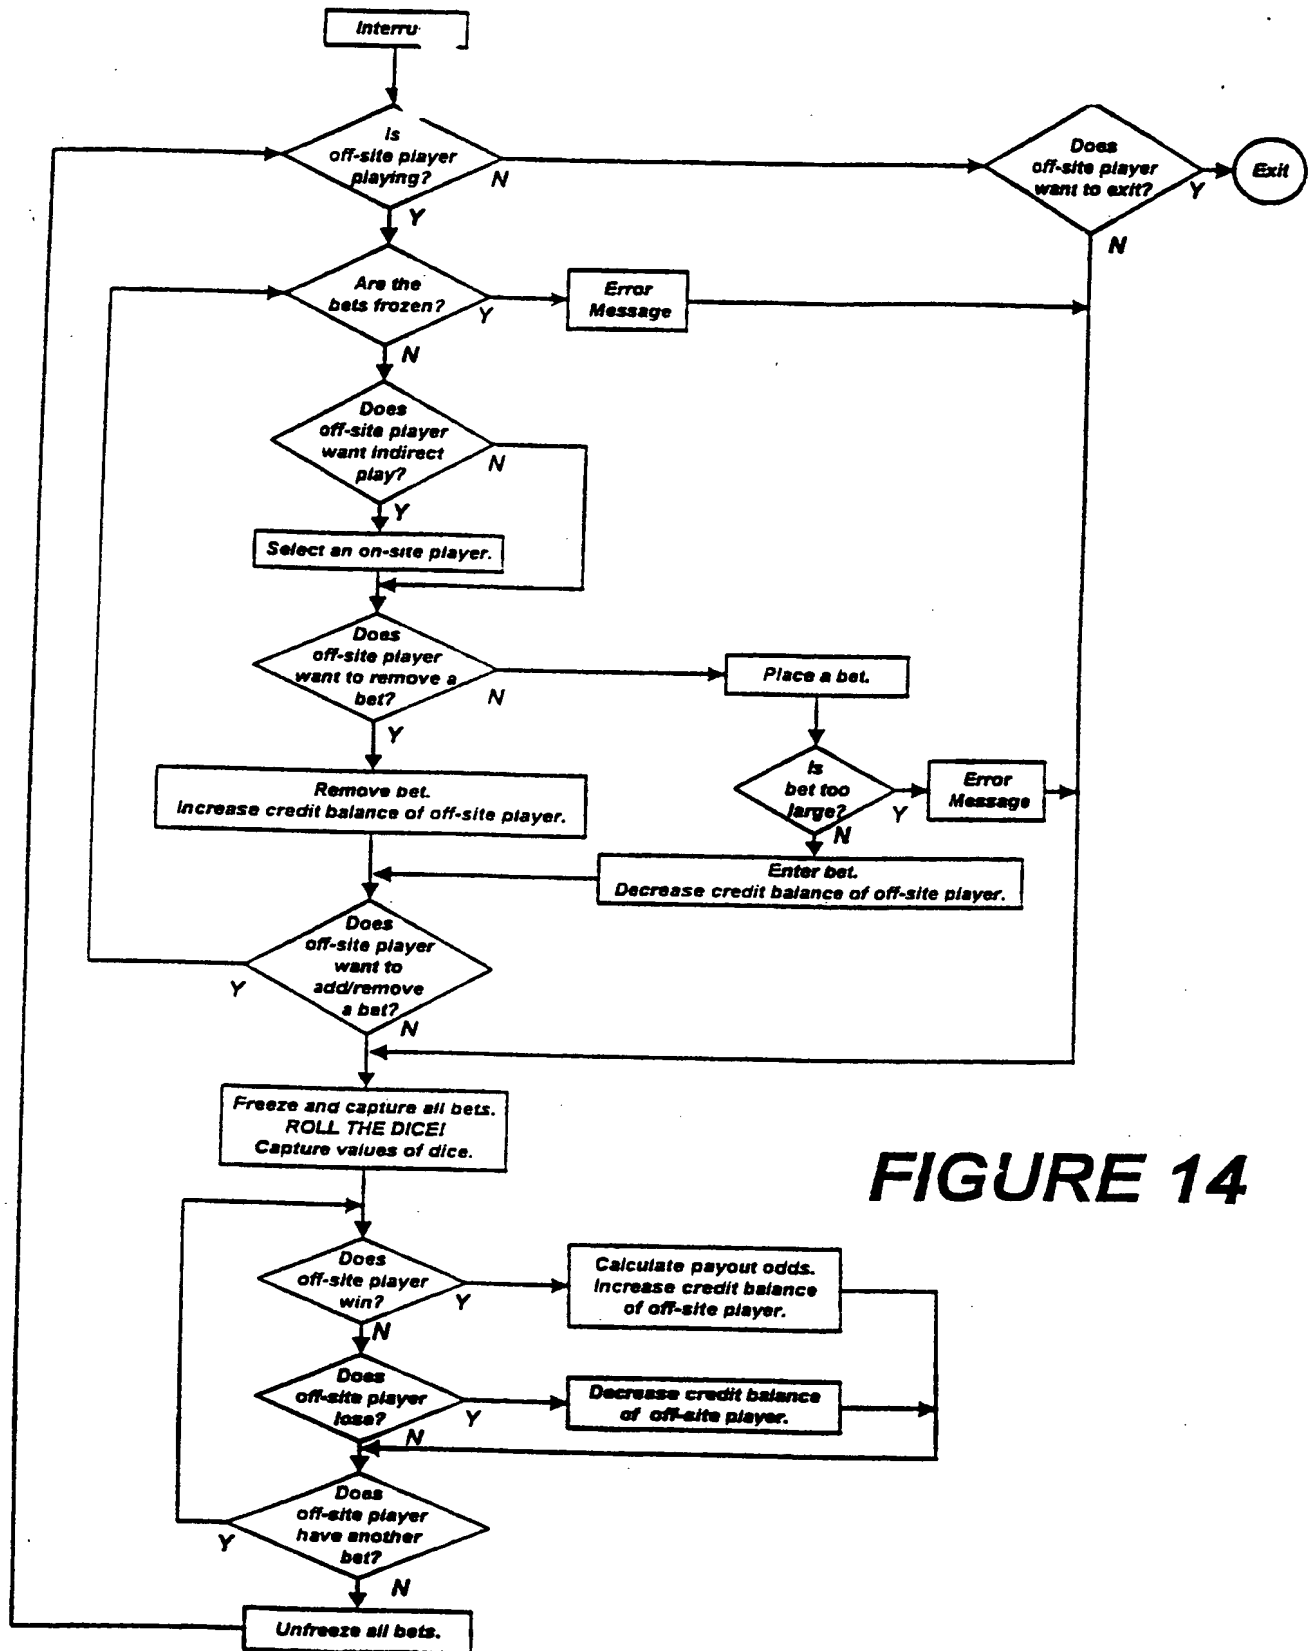 Interru
Is
off-site player
playing?
N
Y
Does
off-site player
want to exit?
Y
N
Exit
Are the
bets frozen?
Y
N
Error
Message
Does
off-site player
want indirect
play?
N
Y
Select an on-site player.
Does
off-site player
want to remove a
bet?
N
Y
Place a bet.
Is
bet too
large?
Y
N
Error
Message
Remove bet.
Increase credit balance of off-site player.
Enter bet.
Decrease credit balance of off-site player.
Does
off-site player
want to
add/remove
a bet?
Y
N
Freeze and capture all bets.
ROLL THE DICE!
Capture values of dice.
FIGURE 14
Does
off-site player
win?
Y
N
Calculate payout odds.
Increase credit balance
of off-site player.
Does
off-site player
lose?
Y
N
Decrease credit balance
of off-site player.
Does
off-site player
have another
bet?
Y
N
Unfreeze all bets.